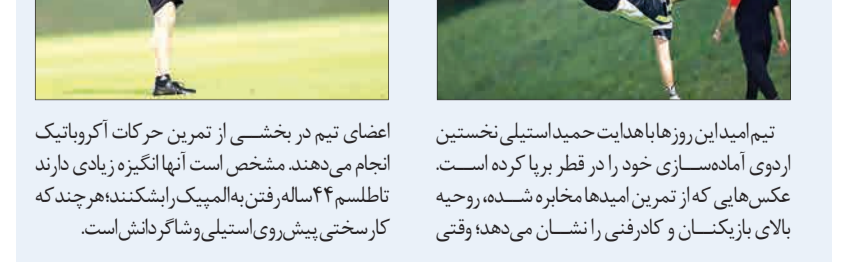 تیم امید این روزها با هدایت حمید استیلی نخستین
اردوی آماده‌سازی خود را در قطر برپا کرده است.
عکس‌هایی که از تمرین امیدها مخابره شده، روحیه
بالای بازیکنان و کادرفنی را نشان می‌دهد؛ وقتی
اعضای تیم در بخشی از تمرین حرکات آکروباتیک
انجام می‌دهند. مشخص است آنها انگیزه زیادی دارند
تا طلسم ۴۴ ساله رفتن به المپیک را بشکنند؛ هر چند که
کار سختی پیش روی استیلی و شاگردانش است.